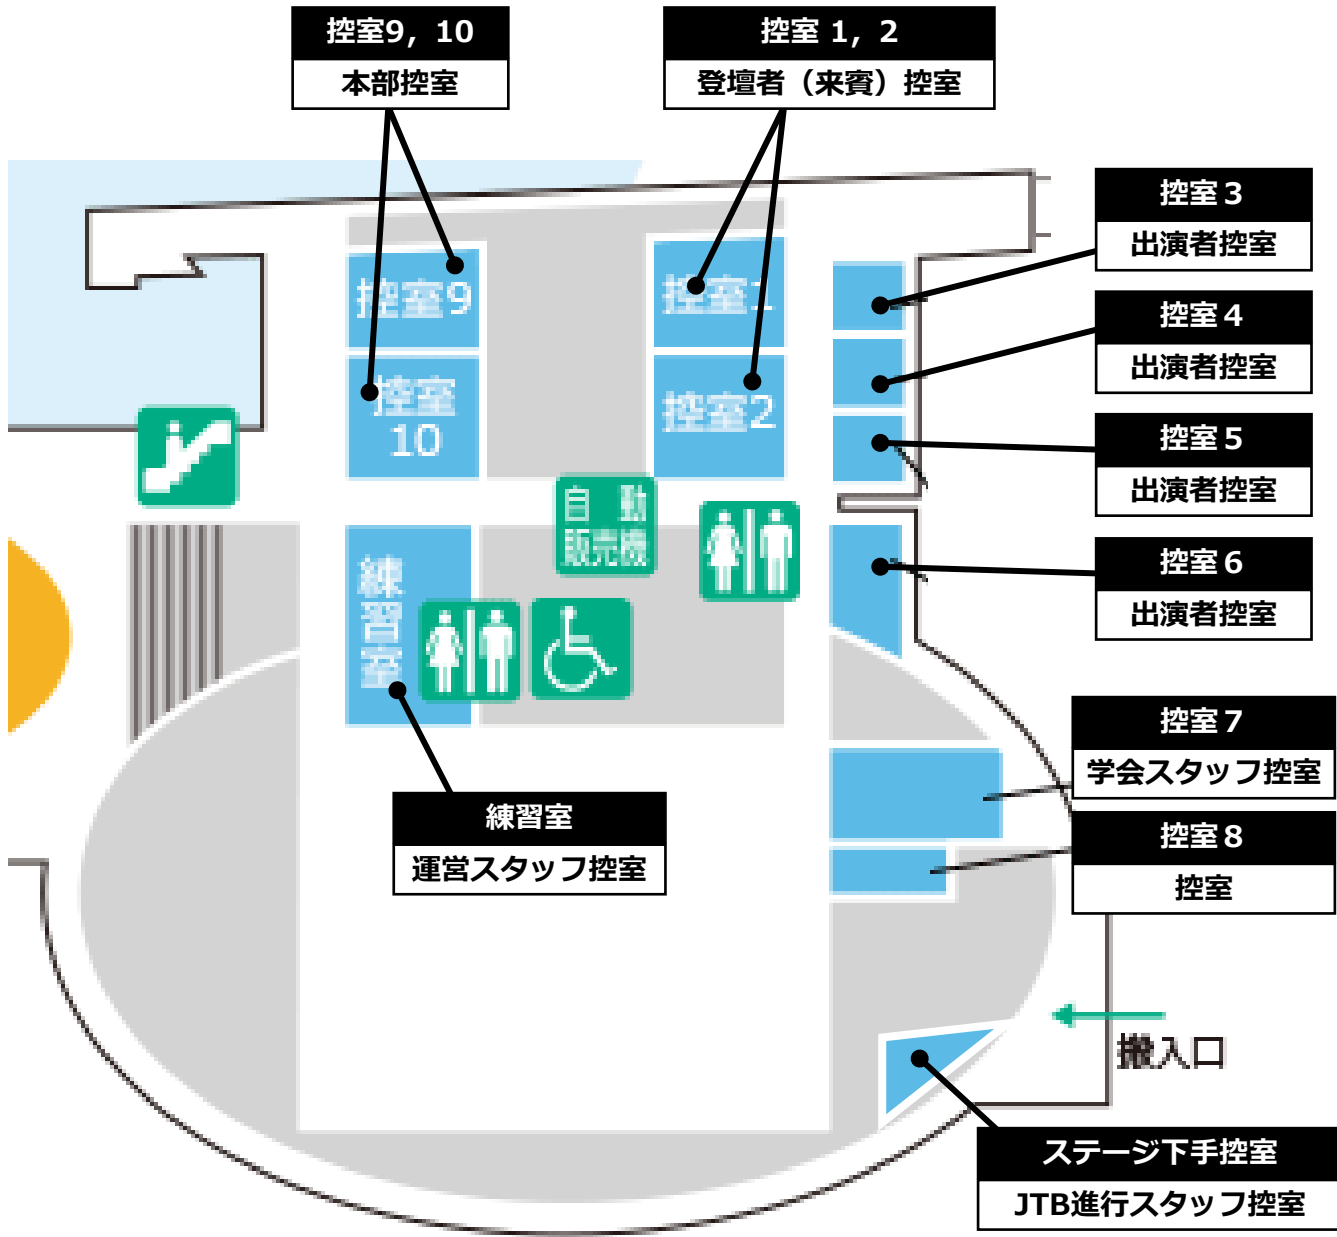 控室9，10
本部控室
控室 1，2
登壇者（来賓）控室
控室３
出演者控室
控室４
出演者控室
控室５
出演者控室
控室６
出演者控室
控室9
控室1
控室
10
控室2
自動
販売機
練習室
控室７
学会スタッフ控室
練習室
運営スタッフ控室
控室８
控室
搬入口
ステージ下手控室
JTB進行スタッフ控室